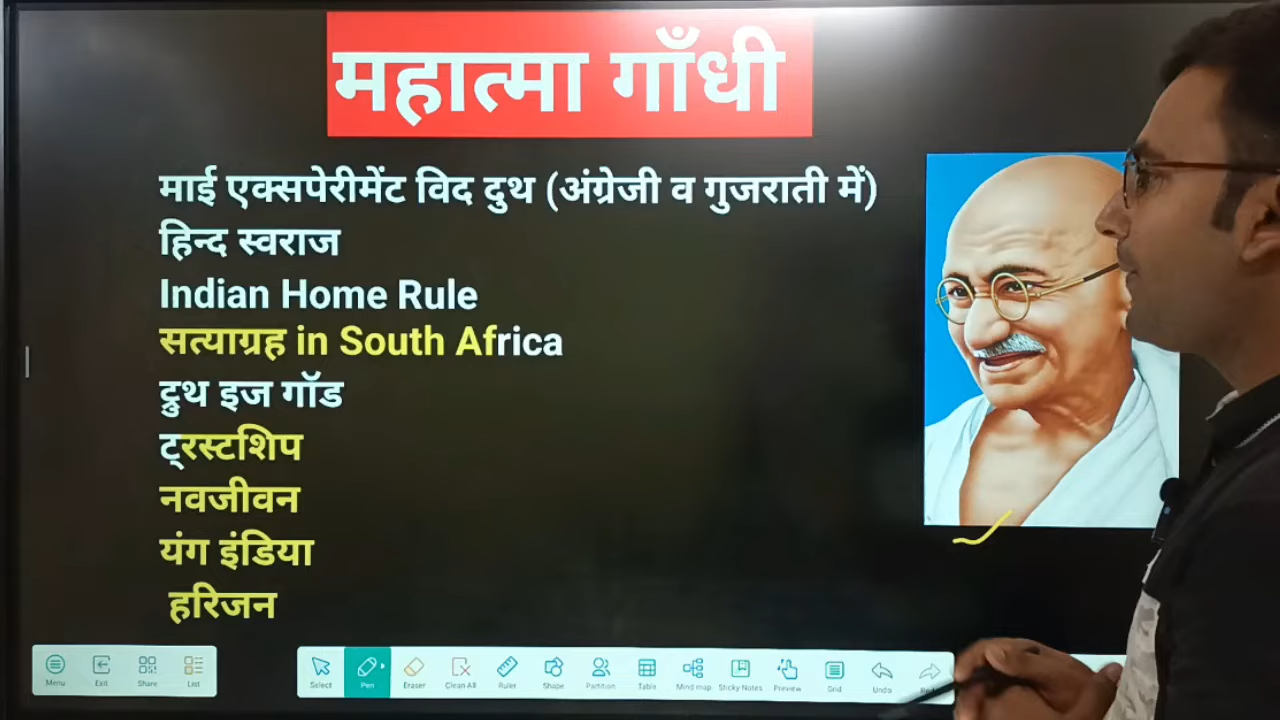 महात्मा गाँधी
माई एक्सपेरीमेंट विद दुथ (अंग्रेजी व गुजराती में)
हिन्द स्वराज
Indian Home Rule
सत्याग्रह in South Africa
ट्रुथ इज गॉड
ट्रस्टशिप
नवजीवन
यंग इंडिया
हरिजन
Menu Exit Share List Select Pen Eraser Clean All Ruler Shape Partition Table Mind map Sticky Notes Preview Grid Undo